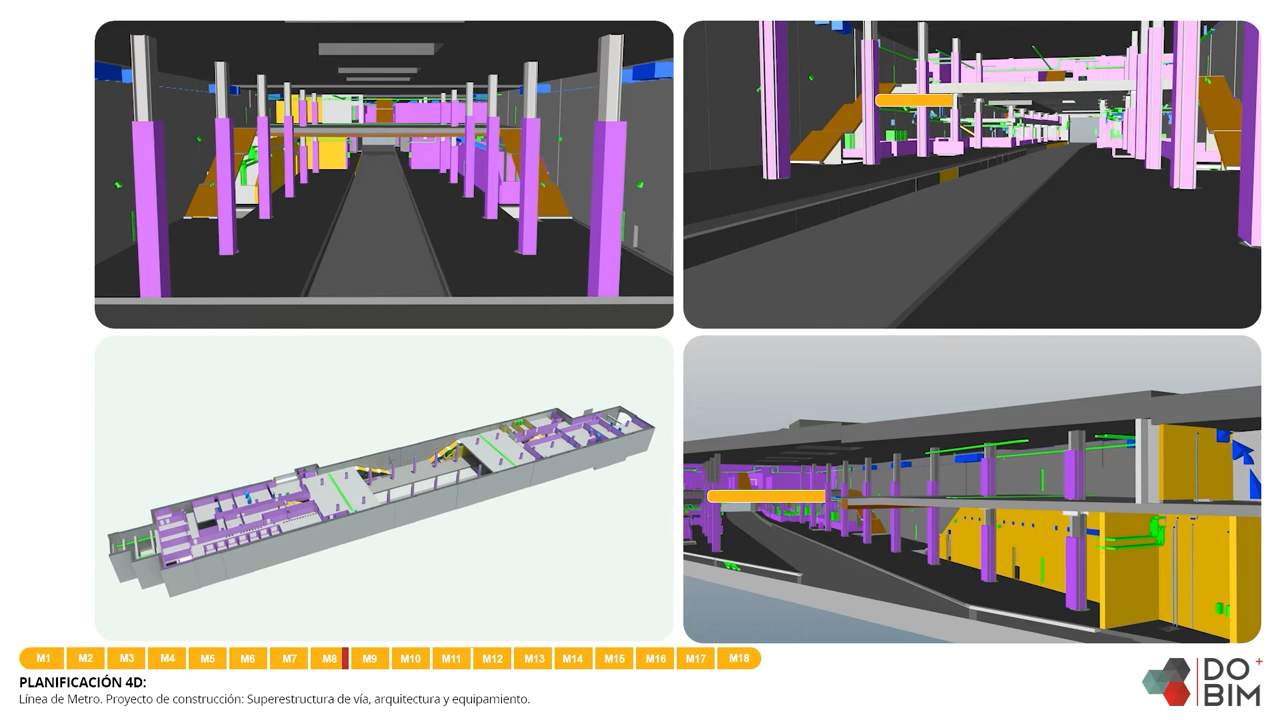 M1 M2 M3 M4 M5 M6 M7 M8 M9 M10 M11 M12 M13 M14 M15 M16 M17 M18
PLANIFICACIÓN 4D:
Línea de Metro. Proyecto de construcción: Superestructura de vía, arquitectura y equipamiento.
DO+
BIM